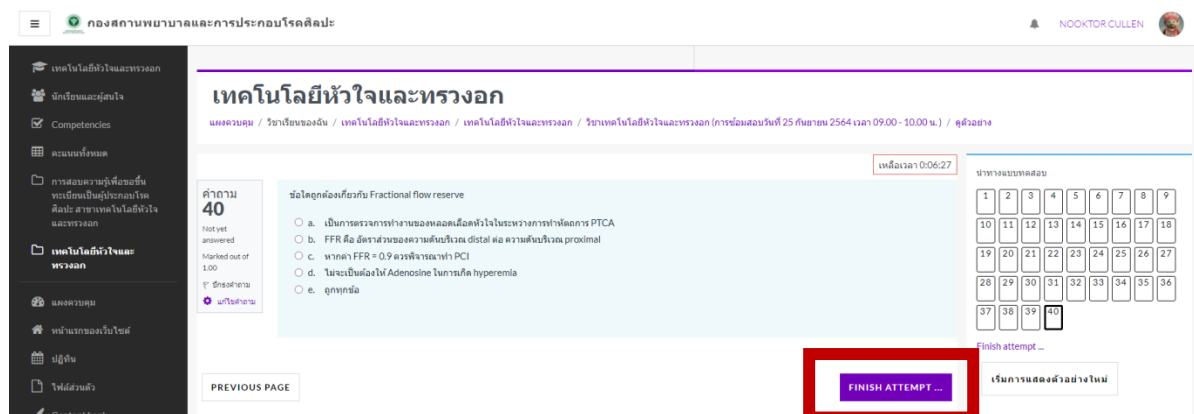 กองสถานพยาบาลและการประกอบโรคศิลปะ
NOOKTOR CULLEN
เทคโนโลยีหัวใจและทรวงอก
นักเรียนและผู้สนใจ
Competencies
คะแนนทั้งหมด
การสอบความรู้เพื่อขอขึ้น
ทะเบียนเป็นผู้ประกอบโรค
ศิลปะ สาขาเทคโนโลยีหัวใจ
และทรวงอก
เทคโนโลยีหัวใจและ
ทรวงอก
แผงควบคุม
หน้าแรกของเว็บไซต์
ปฏิทิน
ไฟล์ส่วนตัว
Content bank
เทคโนโลยีหัวใจและทรวงอก
แผงควบคุม / วิชาเรียนของฉัน / เทคโนโลยีหัวใจและทรวงอก / เทคโนโลยีหัวใจและทรวงอก / วิชาเทคโนโลยีหัวใจและทรวงอก (การซ้อมสอบวันที่ 25 กันยายน 2564 เวลา 09.00 - 10.00 น. ) / ดูตัวอย่าง
เหลือเวลา 0:06:27
คำถาม
40
Not yet
answered
Marked out of
1.00
ปักธงคำถาม
แก้ไขคำถาม
ข้อใดถูกต้องเกี่ยวกับ Fractional flow reserve
a. เป็นการตรวจการทำงานของหลอดเลือดหัวใจในระหว่างการทำหัตถการ PTCA
b. FFR คือ อัตราส่วนของความดันบริเวณ distal ต่อ ความดันบริเวณ proximal
c. หากค่า FFR = 0.9 ควรพิจารณาทำ PCI
d. ไม่จะเป็นต้องให้ Adenosine ในการเกิด hyperemia
e. ถูกทุกข้อ
PREVIOUS PAGE
FINISH ATTEMPT ...
นำทางแบบทดสอบ
1 2 3 4 5 6 7 8 9
10 11 12 13 14 15 16 17 18
19 20 21 22 23 24 25 26 27
28 29 30 31 32 33 34 35 36
37 38 39 40
Finish attempt ...
เริ่มการแสดงตัวอย่างใหม่